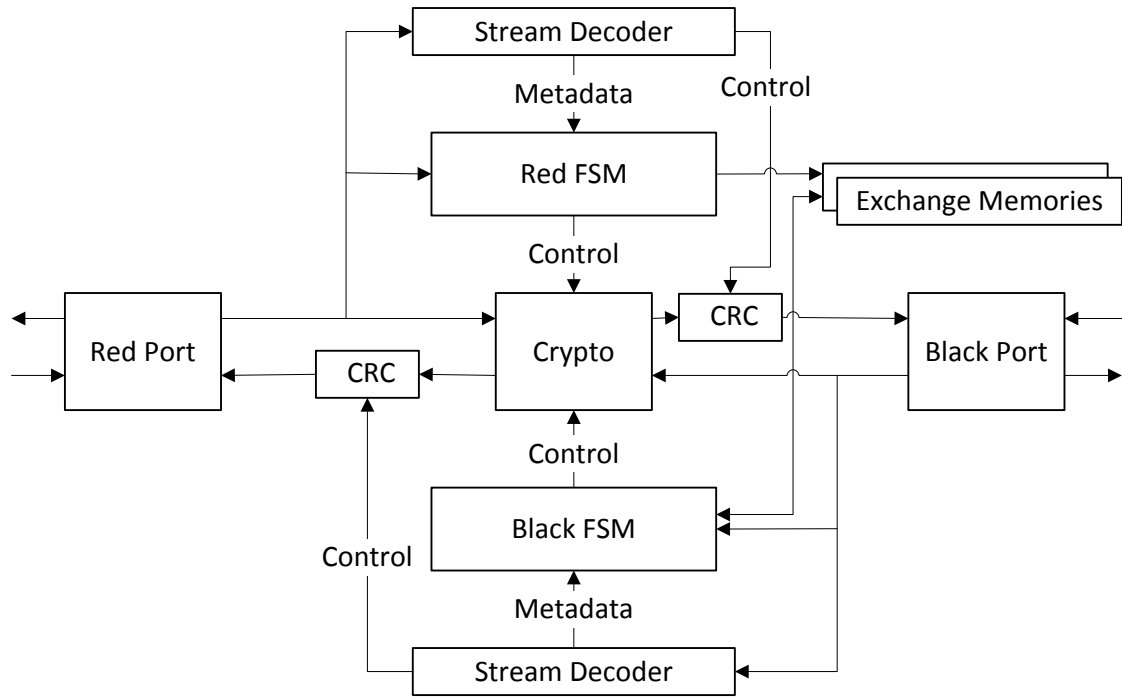 Stream Decoder
Metadata
Control
Red FSM
Exchange Memories
Control
Red Port
CRC
Crypto
CRC
Black Port
Control
Black FSM
Control
Metadata
Stream Decoder